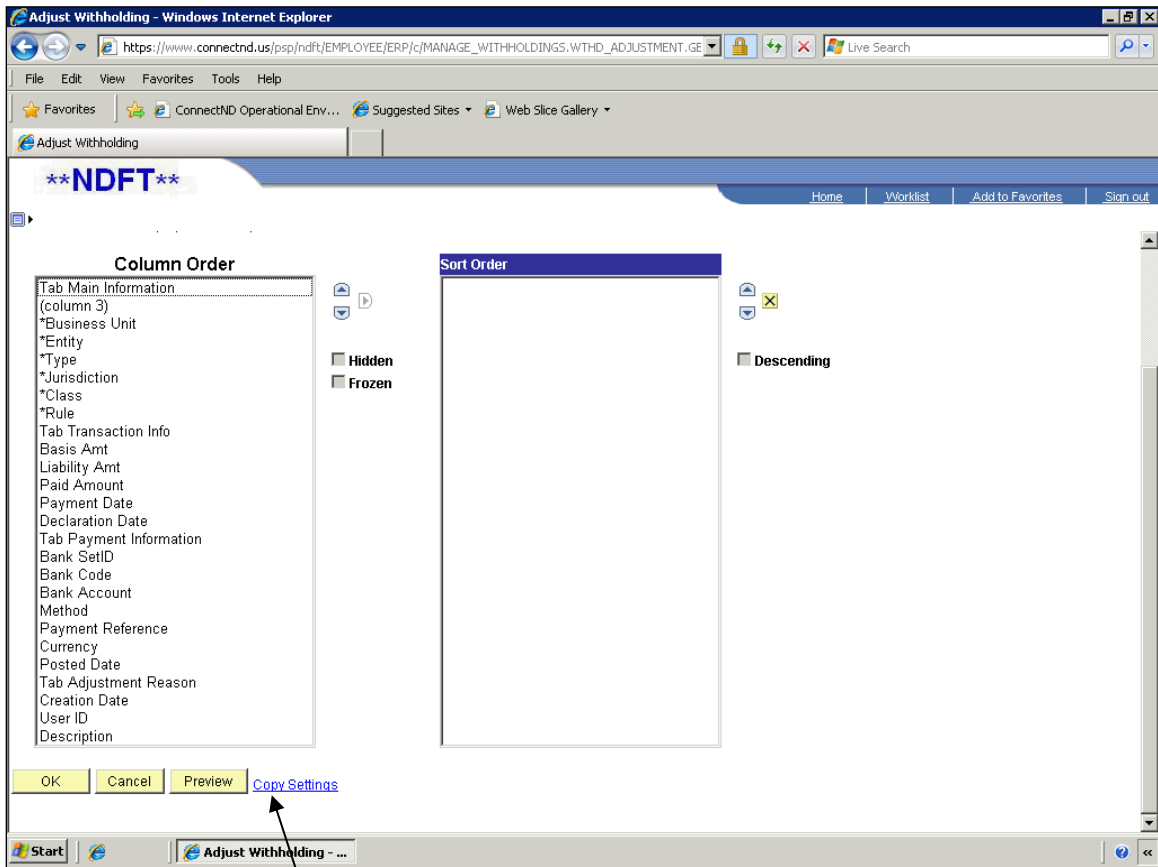 Adjust Withholding - Windows Internet Explorer
https://www.connectnd.us/psp/ndft/EMPLOYEE/ERP/c/MANAGE_WITHHOLDINGS.WTHD_ADJUSTMENT.GE
Live Search
File Edit View Favorites Tools Help
Favorites ConnectND Operational Env... Suggested Sites Web Slice Gallery
Adjust Withholding
**NDFT**
Home Worklist Add to Favorites Sign out
Column Order
Sort Order
Tab Main Information
(column 3)
*Business Unit
*Entity
*Type
*Jurisdiction
*Class
*Rule
Tab Transaction Info
Basis Amt
Liability Amt
Paid Amount
Payment Date
Declaration Date
Tab Payment Information
Bank SetID
Bank Code
Bank Account
Method
Payment Reference
Currency
Posted Date
Tab Adjustment Reason
Creation Date
User ID
Description
Hidden
Frozen
Descending
OK Cancel Preview Copy Settings
Start Adjust Withholding - ...